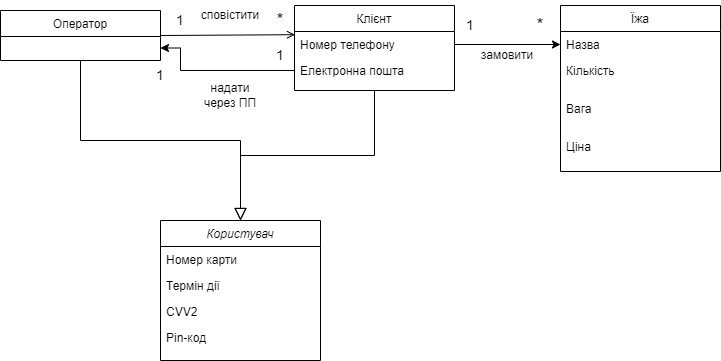 Оператор
1
сповістити
*
Клієнт
Номер телефону
Електронна пошта
1
*
замовити
Їжа
Назва
Кількість
Вага
Ціна
1
1
надати
через ПП
Користувач
Номер карти
Термін дії
CVV2
Pin-код